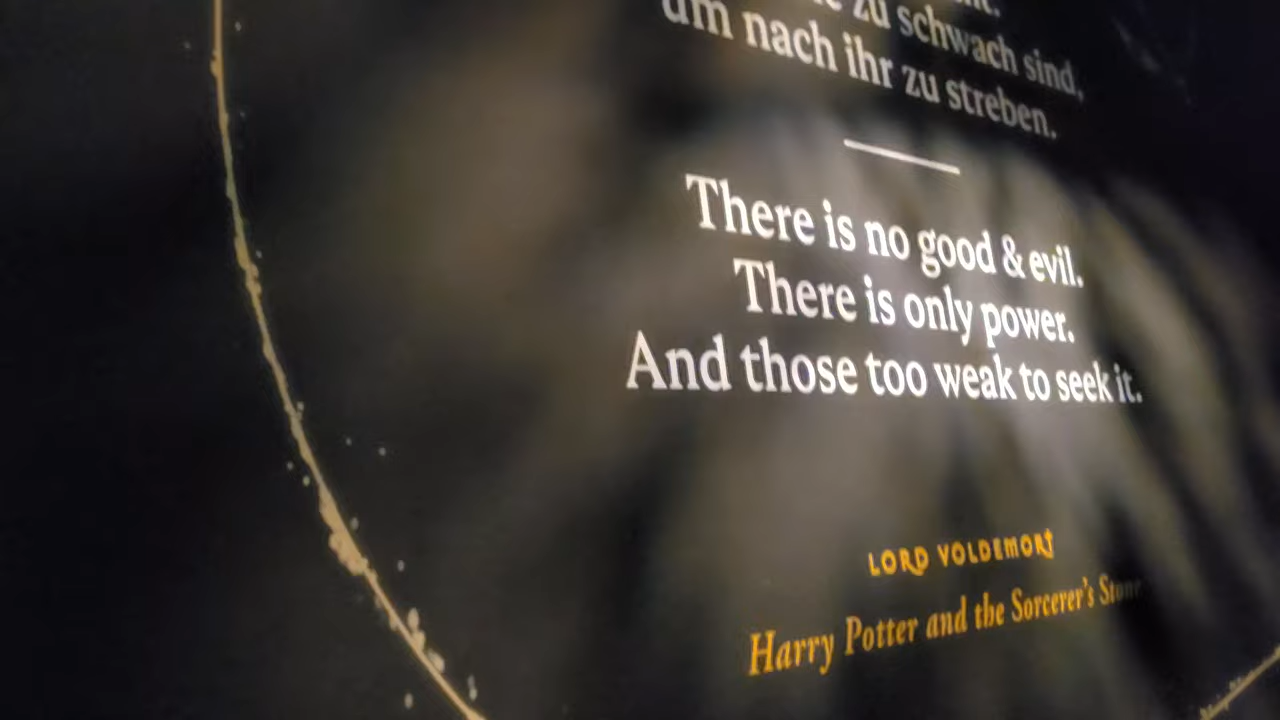 zu schwach sind,
um nach ihr zu streben.
There is no good & evil.
There is only power.
And those too weak to seek it.
LORD VOLDEMORT
Harry Potter and the Sorcerer's Stone